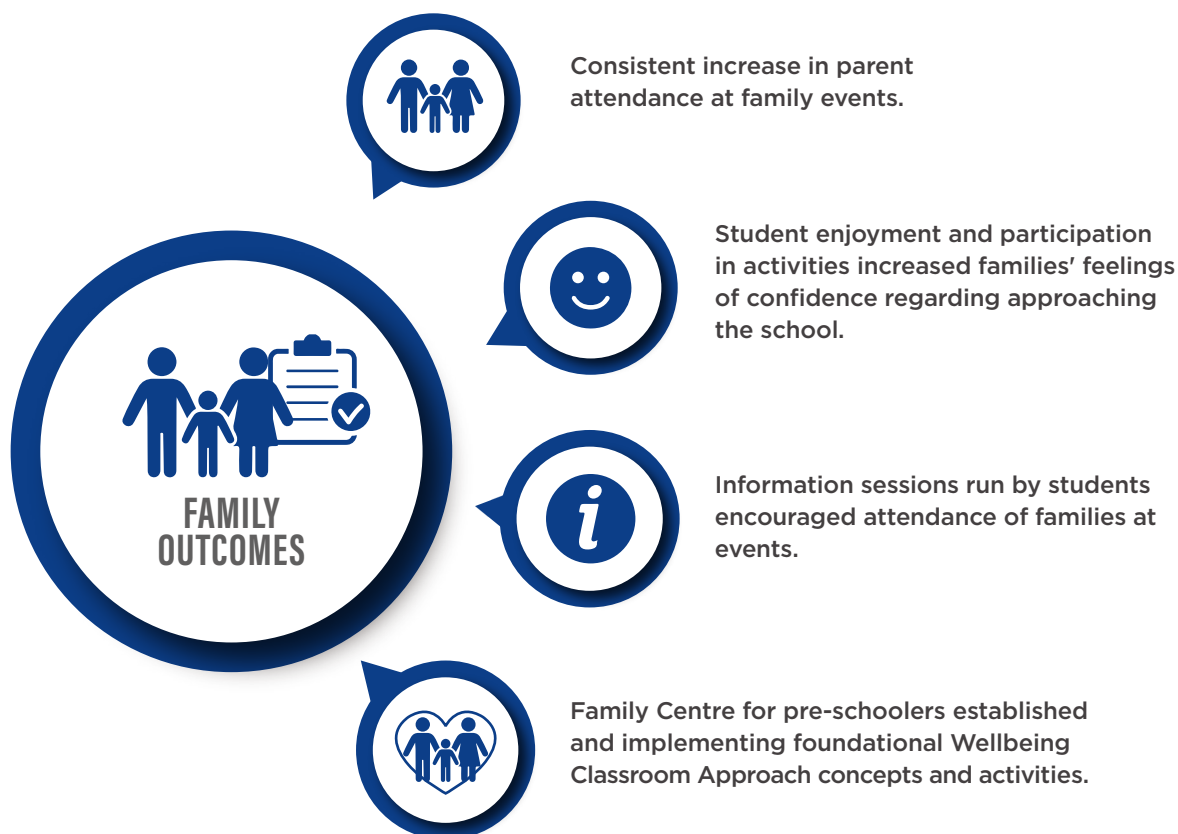 Consistent increase in parent
attendance at family events.
Student enjoyment and participation
in activities increased families' feelings
of confidence regarding approaching
the school.
FAMILY
OUTCOMES
Information sessions run by students
encouraged attendance of families at
events.
Family Centre for pre-schoolers established
and implementing foundational Wellbeing
Classroom Approach concepts and activities.